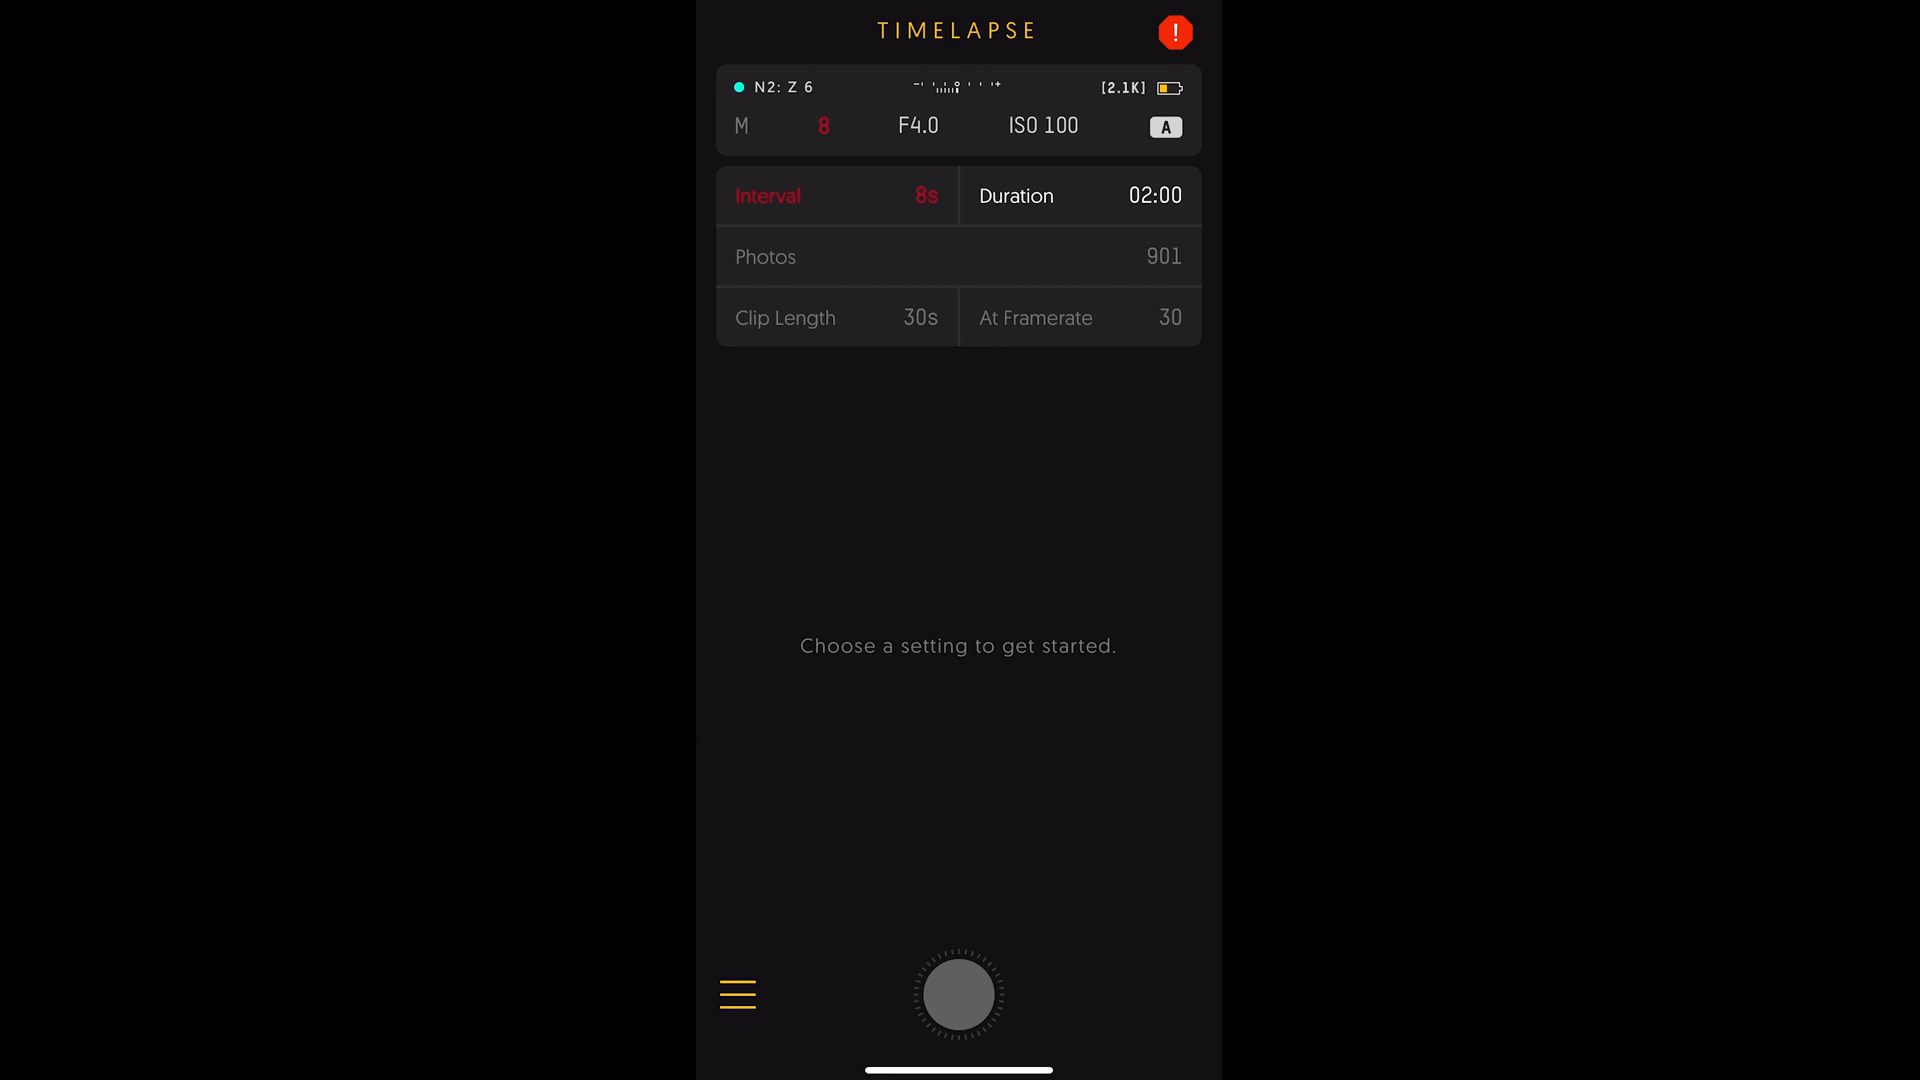 TIMELAPSE
!
N2: Z 6 [2.1K]
M 8 F4.0 ISO 100 A
Interval 8s Duration 02:00
Photos 901
Clip Length 30s At Framerate 30
Choose a setting to get started.